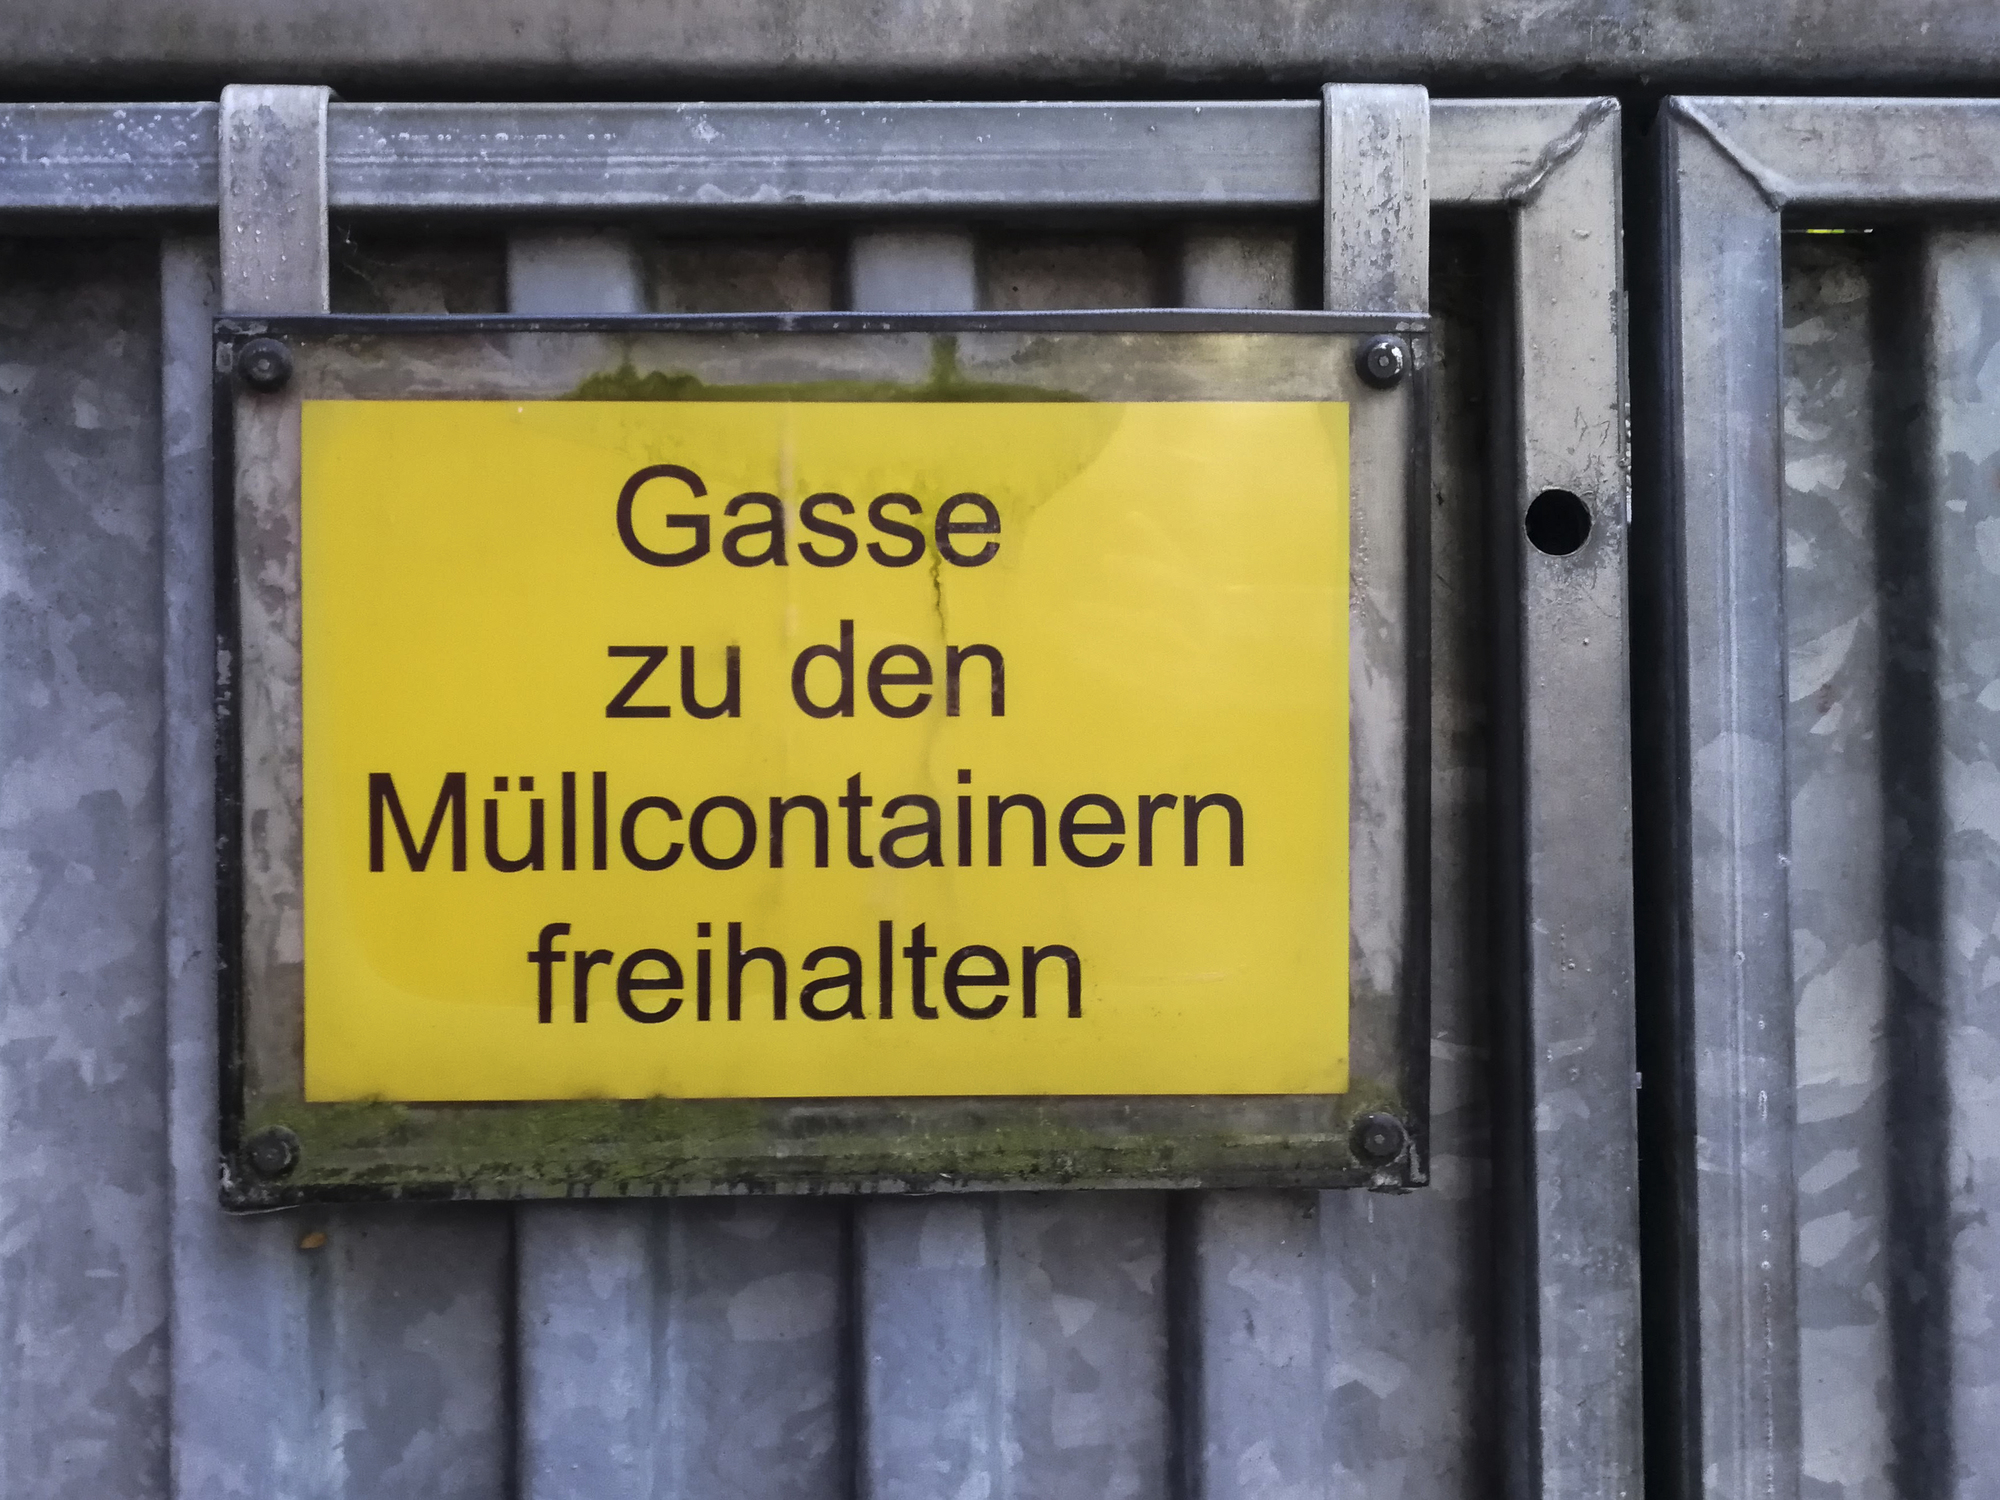 Gasse
zu den
Müllcontainern
freihalten